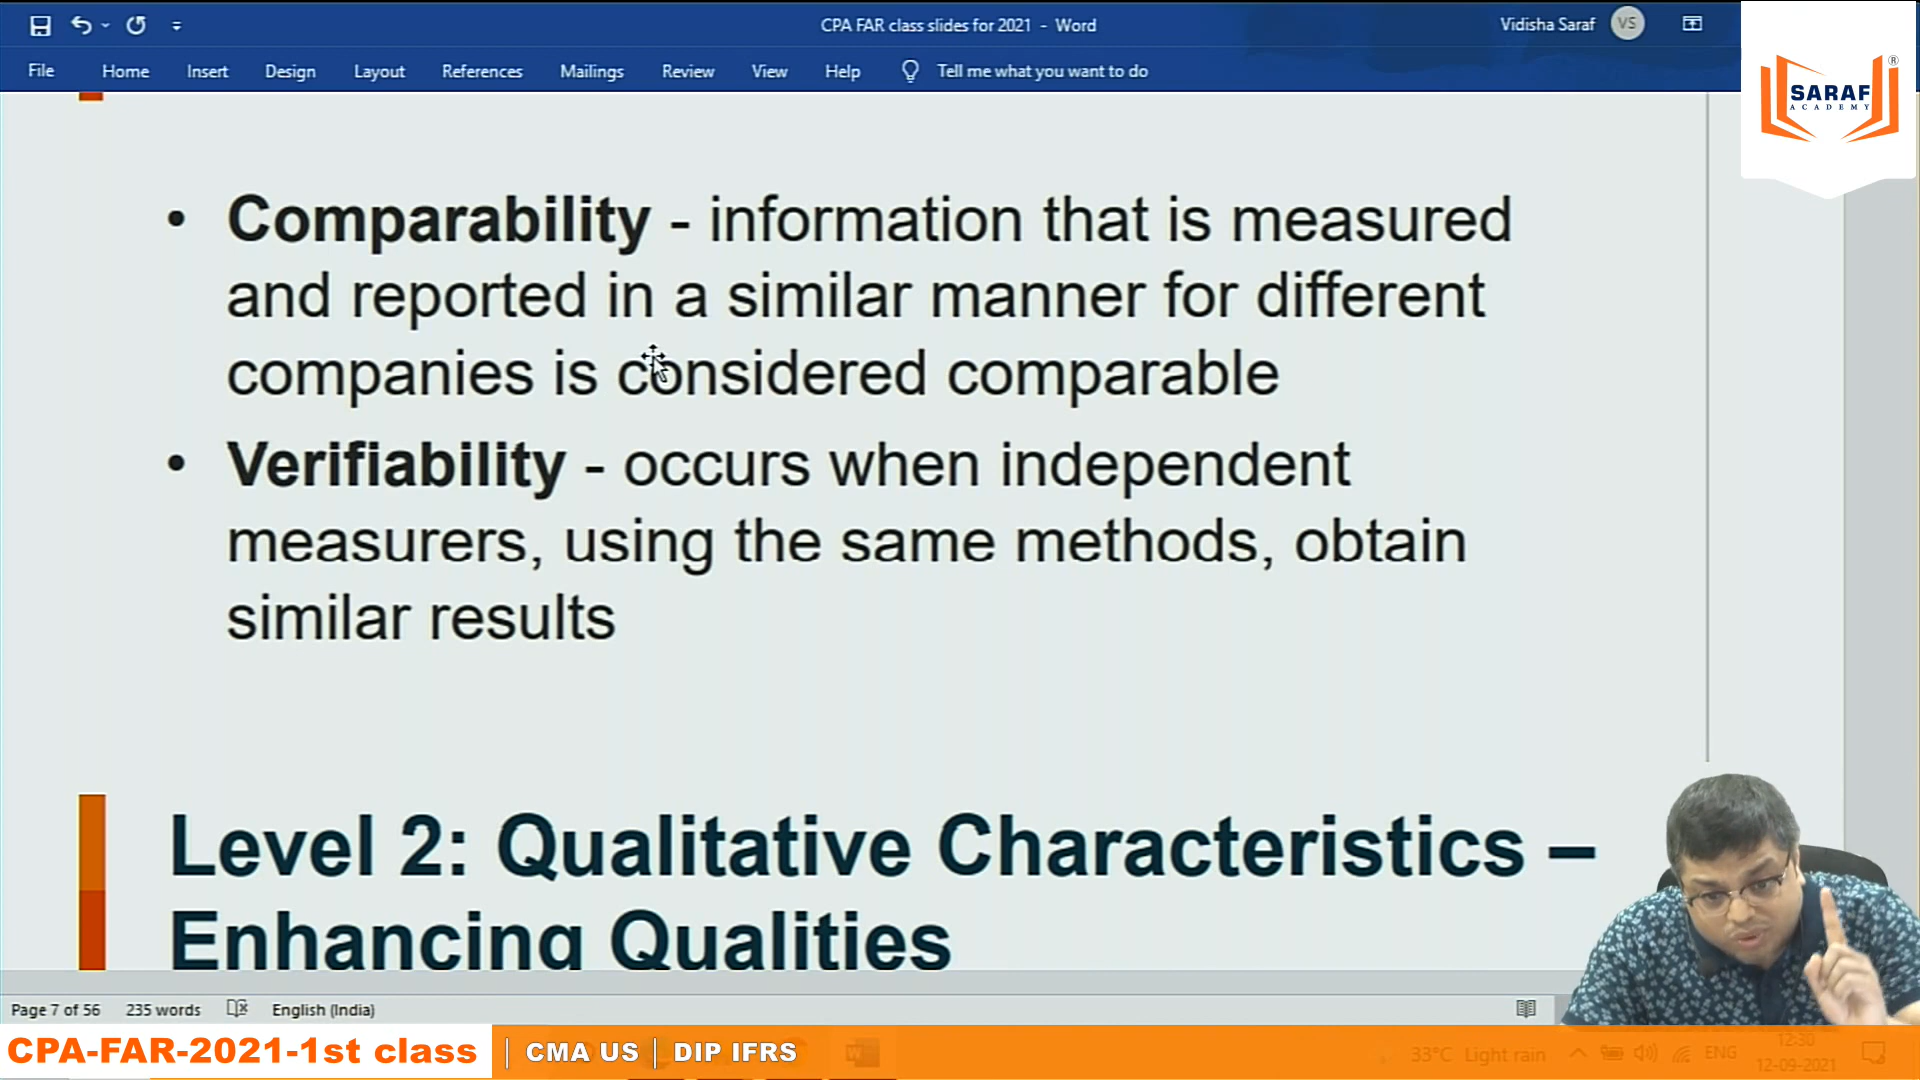 CPA FAR class slides for 2021 - Word
Vidisha Saraf
VS
File Home Insert Design Layout References Mailings Review View Help Tell me what you want to do
SARAF
ACADEMY
®
• Comparability - information that is measured
and reported in a similar manner for different
companies is considered comparable
• Verifiability - occurs when independent
measurers, using the same methods, obtain
similar results
Level 2: Qualitative Characteristics –
Enhancing Qualities
Page 7 of 56 235 words English (India)
CPA-FAR-2021-1st class | CMA US | DIP IFRS
33°C Light rain ENG
12:30
12-09-2021